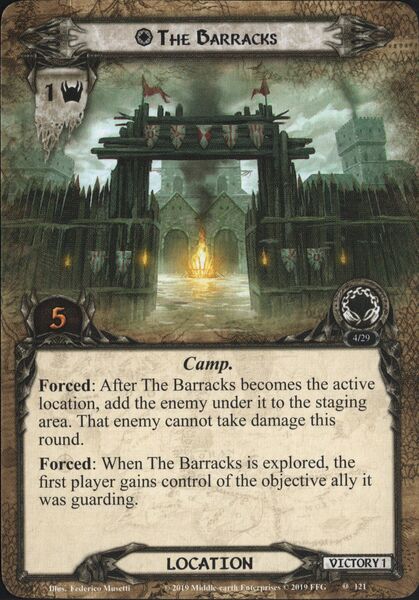 The Barracks
1
5
4/29
Camp.
Forced: After The Barracks becomes the active
location, add the enemy under it to the staging
area. That enemy cannot take damage this
round.
Forced: When The Barracks is explored, the
first player gains control of the objective ally it
was guarding.
LOCATION
VICTORY 1
Illus. Federico Musetti
© 2019 Middle-earth Enterprises © 2019 FFG
121